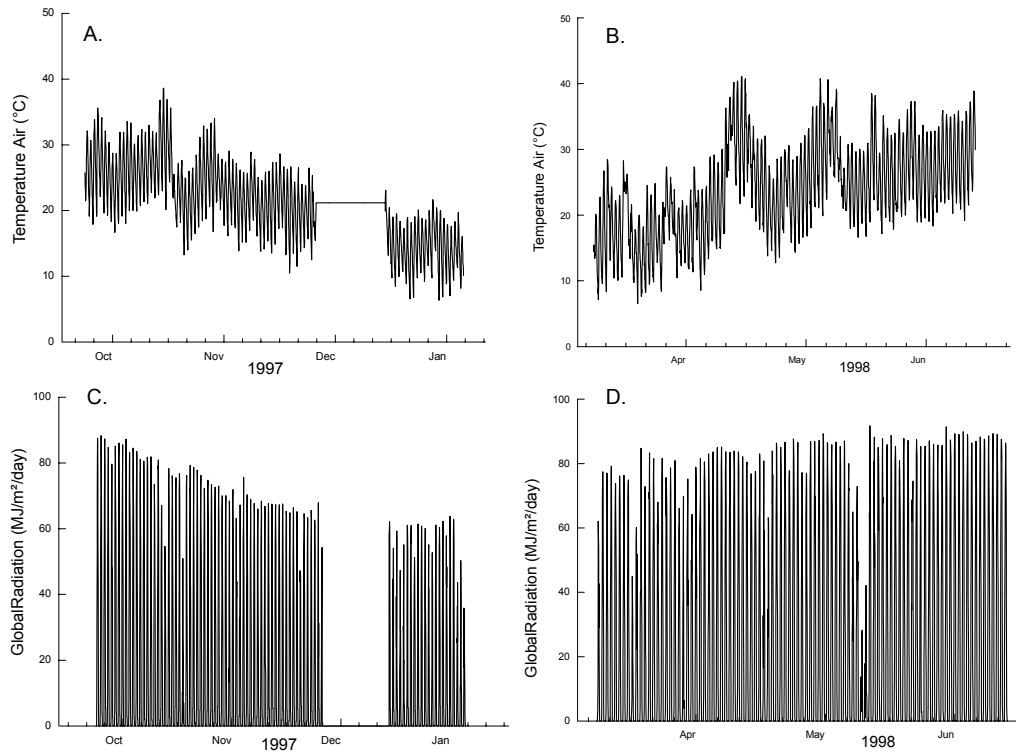 A.
Temperature Air (°C)
50
40
30
20
10
0
Oct
Nov
Dec
Jan
1997
B.
Temperature Air (°C)
50
40
30
20
10
0
Apr
May
Jun
1998
C.
GlobalRadiation (MJ/m²/day)
100
80
60
40
20
0
Oct
Nov
Dec
Jan
1997
D.
GlobalRadiation (MJ/m²/day)
100
80
60
40
20
0
Apr
May
Jun
1998